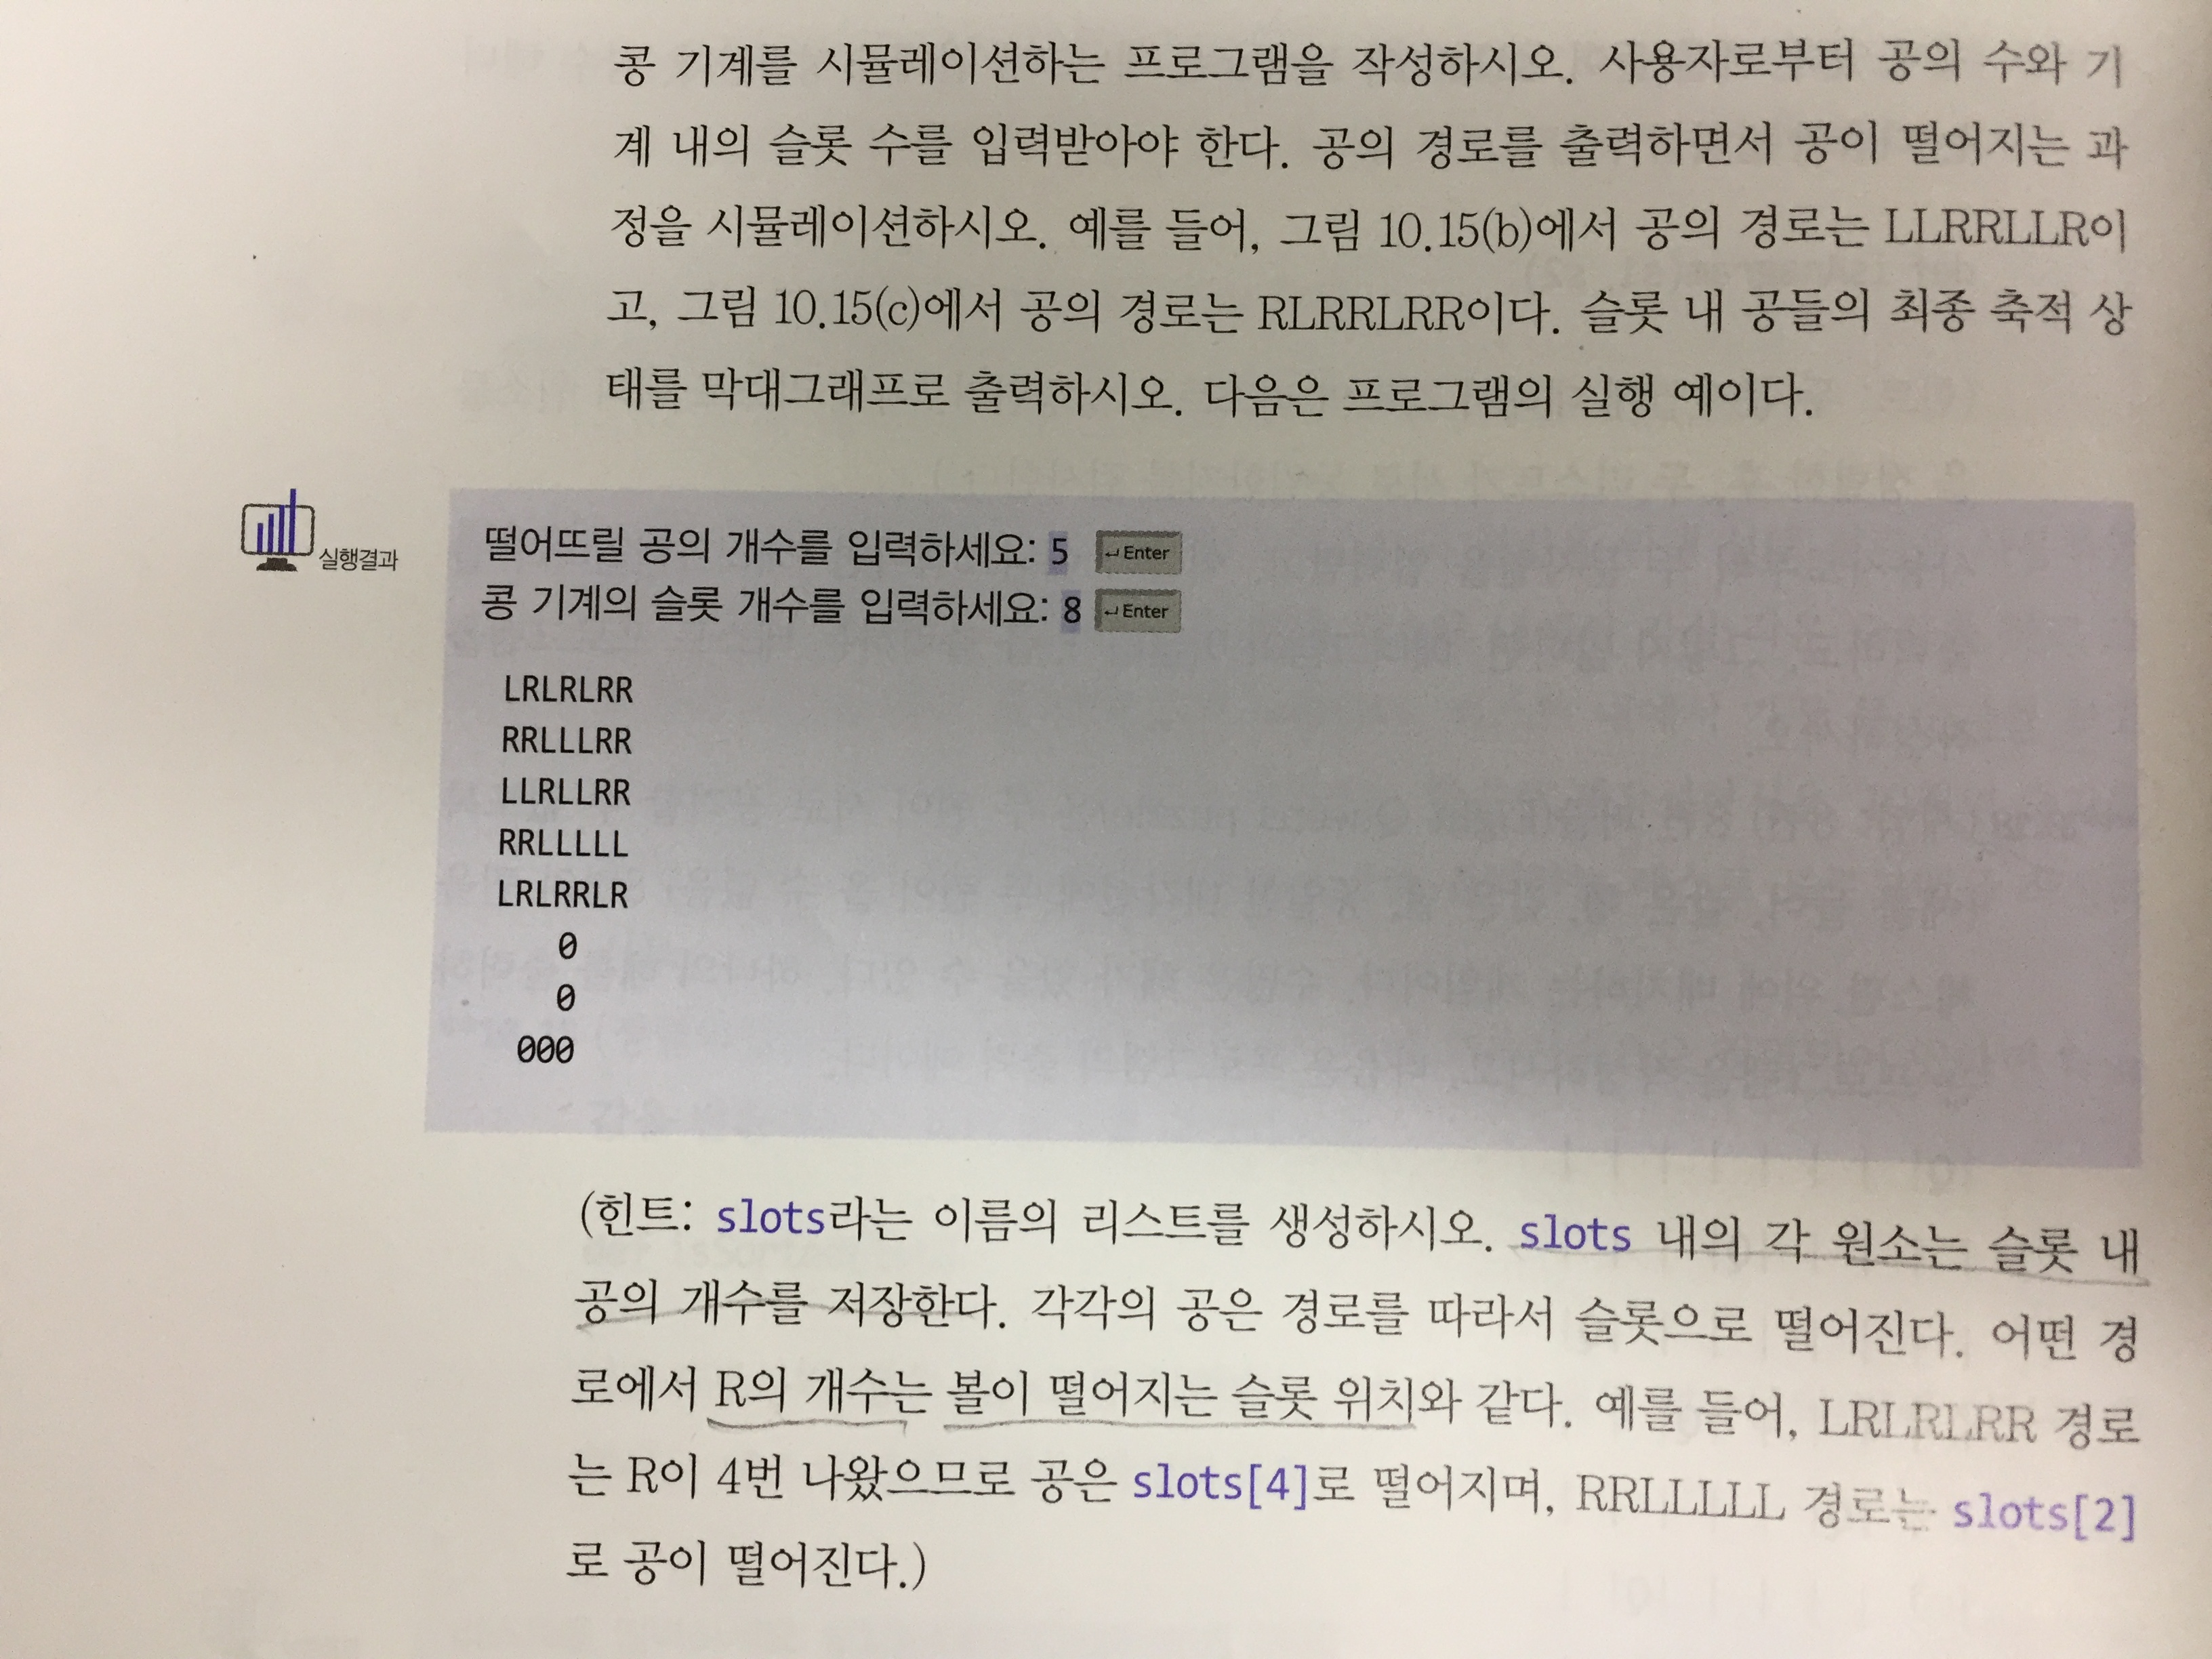 콩 기계를 시뮬레이션하는 프로그램을 작성하시오. 사용자로부터 공의 수와 기
계 내의 슬롯 수를 입력받아야 한다. 공의 경로를 출력하면서 공이 떨어지는 과
정을 시뮬레이션하시오. 예를 들어, 그림 10.15(b)에서 공의 경로는 LLRRLLR이
고, 그림 10.15(c)에서 공의 경로는 RLRRLRR이다. 슬롯 내 공들의 최종 축적 상
태를 막대그래프로 출력하시오. 다음은 프로그램의 실행 예이다.
실행결과
떨어뜨릴 공의 개수를 입력하세요: 5 ↵Enter
콩 기계의 슬롯 개수를 입력하세요: 8 ↵Enter
LRLRLRR
RRLLLRR
LLRLLRR
RRLLLLL
LRLRRLR
0
0
000
(힌트: slots라는 이름의 리스트를 생성하시오. slots 내의 각 원소는 슬롯 내
공의 개수를 저장한다. 각각의 공은 경로를 따라서 슬롯으로 떨어진다. 어떤 경
로에서 R의 개수는 볼이 떨어지는 슬롯 위치와 같다. 예를 들어, LRLRLRR 경로
는 R이 4번 나왔으므로 공은 slots[4]로 떨어지며, RRLLLLL 경로는 slots[2]
로 공이 떨어진다.)